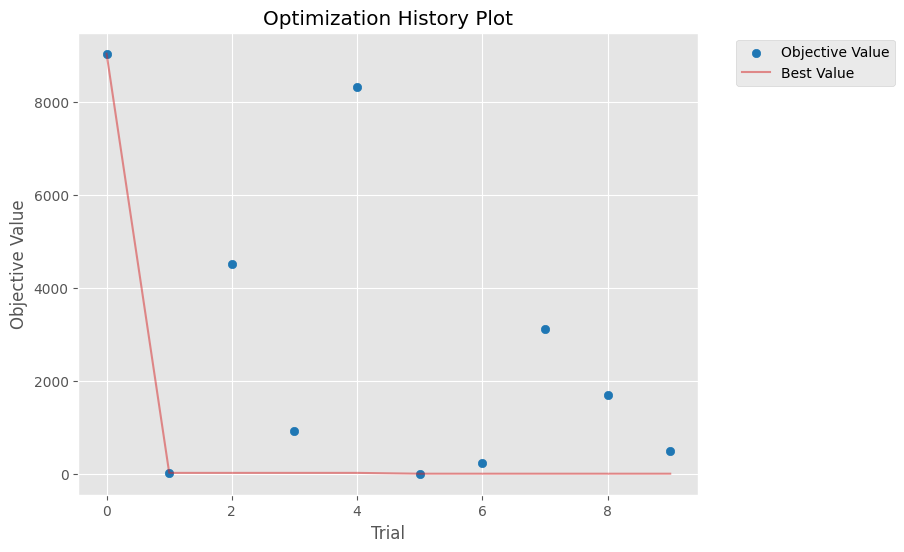 Optimization History Plot
Objective Value
Best Value
8000
6000
4000
2000
0
Objective Value
0 2 4 6 8
Trial